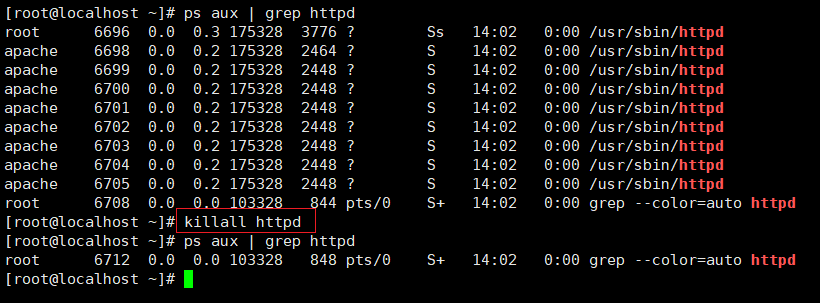 [root@localhost ~]# ps aux | grep httpd
root      6696  0.0  0.3 175328  3776 ?        Ss   14:02   0:00 /usr/sbin/httpd
apache    6698  0.0  0.2 175328  2464 ?        S    14:02   0:00 /usr/sbin/httpd
apache    6699  0.0  0.2 175328  2448 ?        S    14:02   0:00 /usr/sbin/httpd
apache    6700  0.0  0.2 175328  2448 ?        S    14:02   0:00 /usr/sbin/httpd
apache    6701  0.0  0.2 175328  2448 ?        S    14:02   0:00 /usr/sbin/httpd
apache    6702  0.0  0.2 175328  2448 ?        S    14:02   0:00 /usr/sbin/httpd
apache    6703  0.0  0.2 175328  2448 ?        S    14:02   0:00 /usr/sbin/httpd
apache    6704  0.0  0.2 175328  2448 ?        S    14:02   0:00 /usr/sbin/httpd
apache    6705  0.0  0.2 175328  2448 ?        S    14:02   0:00 /usr/sbin/httpd
root      6708  0.0  0.0 103328   844 pts/0    S+   14:02   0:00 grep --color=auto httpd
[root@localhost ~]# killall httpd
[root@localhost ~]# ps aux | grep httpd
root      6712  0.0  0.0 103328   848 pts/0    S+   14:02   0:00 grep --color=auto httpd
[root@localhost ~]#